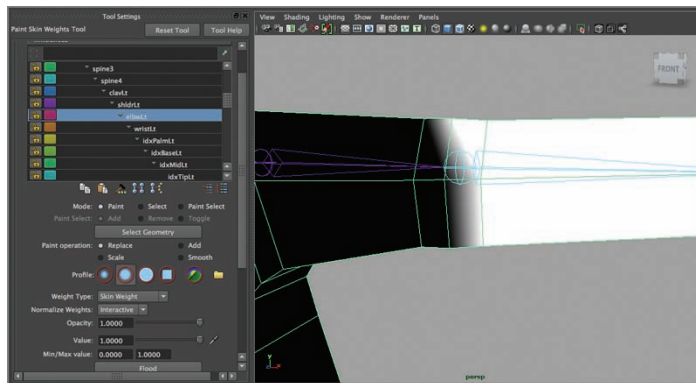 Tool Settings
Paint Skin Weights Tool
Reset Tool
Tool Help
spine3
spine4
clavLt
shldrLt
elbwLt
wristLt
idxPalmLt
idxBaseLt
idxMidLt
idxTipLt
Mode: Paint Select Paint Select
Paint Select: Add Remove Toggle
Select Geometry
Paint operation: Replace Add
Scale Smooth
Profile:
Weight Type: Skin Weight
Normalize Weights: Interactive
Opacity: 1.0000
Value: 1.0000
Min/Max value: 0.0000 1.0000
Flood
View Shading Lighting Show Renderer Panels
FRONT
Y
persp